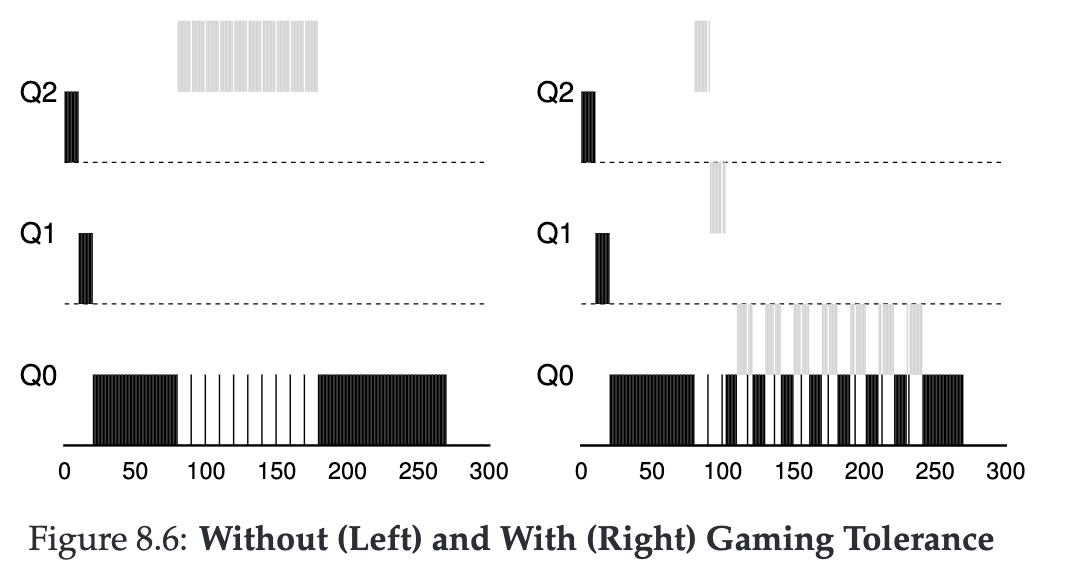 Q2 Q2
Q1 Q1
Q0 Q0
0 50 100 150 200 250 300 0 50 100 150 200 250 300
Figure 8.6: Without (Left) and With (Right) Gaming Tolerance